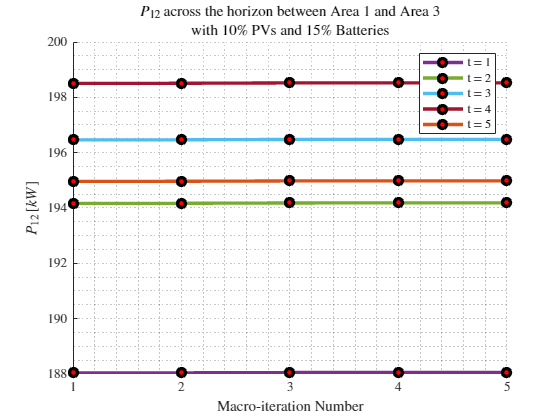 P12 across the horizon between Area 1 and Area 3
with 10% PVs and 15% Batteries
200
198
196
194
192
190
188
P12 [kW]
t = 1
t = 2
t = 3
t = 4
t = 5
1 2 3 4 5
Macro-iteration Number